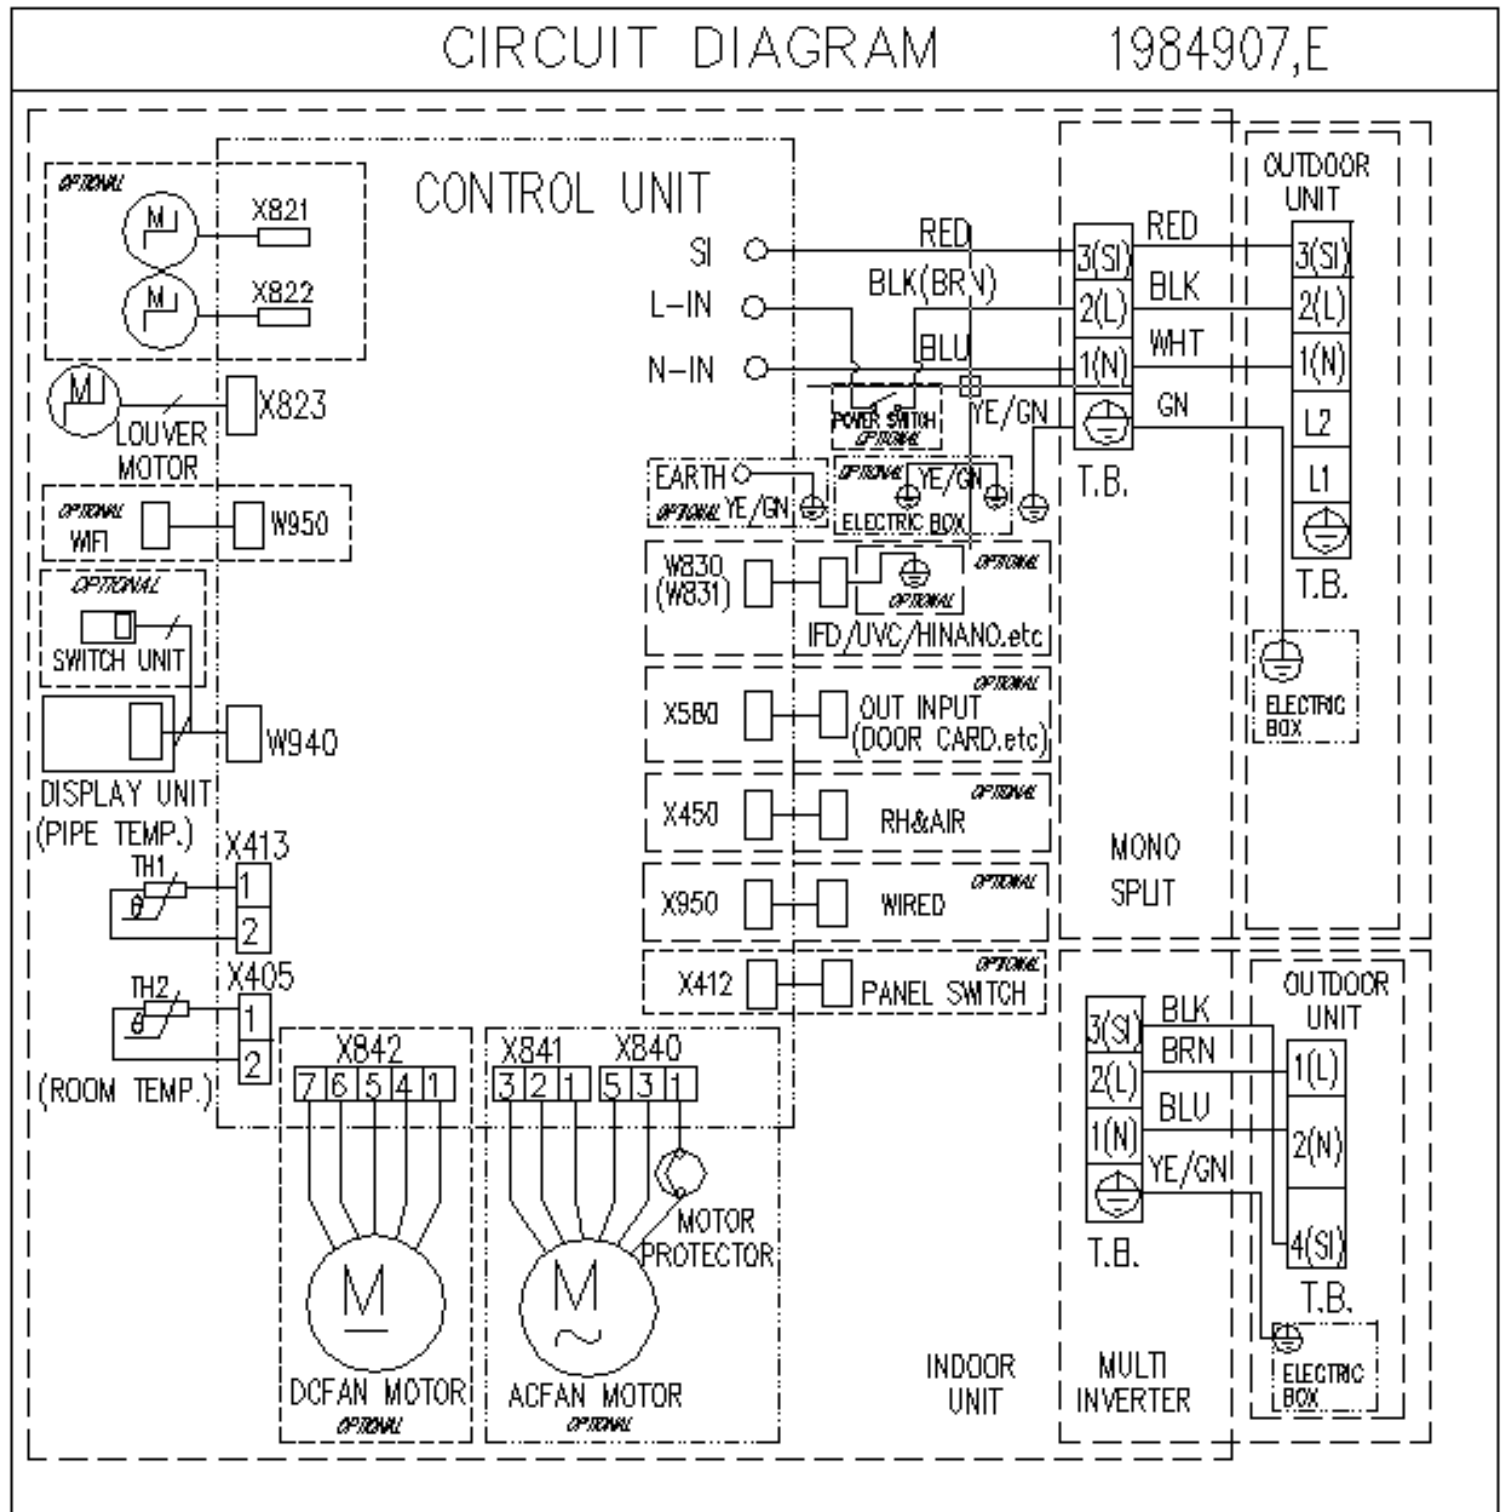 CIRCUIT DIAGRAM 1984907,E
OPTIONAL
M
X821
M
X822
M
X823
LOUVER
MOTOR
OPTIONAL
WIFI
W950
OPTIONAL
SWITCH UNIT
W940
DISPLAY UNIT
(PIPE TEMP.)
X413
TH1
θ
1
2
X405
TH2
θ
1
2
(ROOM TEMP.)
CONTROL UNIT
SI
L-IN
N-IN
RED
BLK(BRN)
BLU
POWER SWITCH
OPTIONAL
YE/GN
EARTH
OPTIONAL YE/GN
OPTIONAL YE/GN
ELECTRIC BOX
W830
(W831)
OPTIONAL
OPTIONAL
IFD/UVC/HINANO.etc
X580
OPTIONAL
OUT INPUT
(DOOR CARD.etc)
X450
OPTIONAL
RH&AIR
X950
OPTIONAL
WIRED
X412
OPTIONAL
PANEL SWITCH
X842
7 6 5 4 1
M
DCFAN MOTOR
OPTIONAL
X841 X840
3 2 1 5 3 1
MOTOR
PROTECTOR
M
ACFAN MOTOR
OPTIONAL
INDOOR
UNIT
3(SI)
2(L)
1(N)
T.B.
RED
BLK
WHT
GN
OUTDOOR
UNIT
3(SI)
2(L)
1(N)
L2
L1
T.B.
ELECTRIC
BOX
MONO
SPLIT
3(SI)
2(L)
1(N)
T.B.
BLK
BRN
BLU
YE/GN
OUTDOOR
UNIT
1(L)
2(N)
4(SI)
T.B.
ELECTRIC
BOX
MULTI
INVERTER